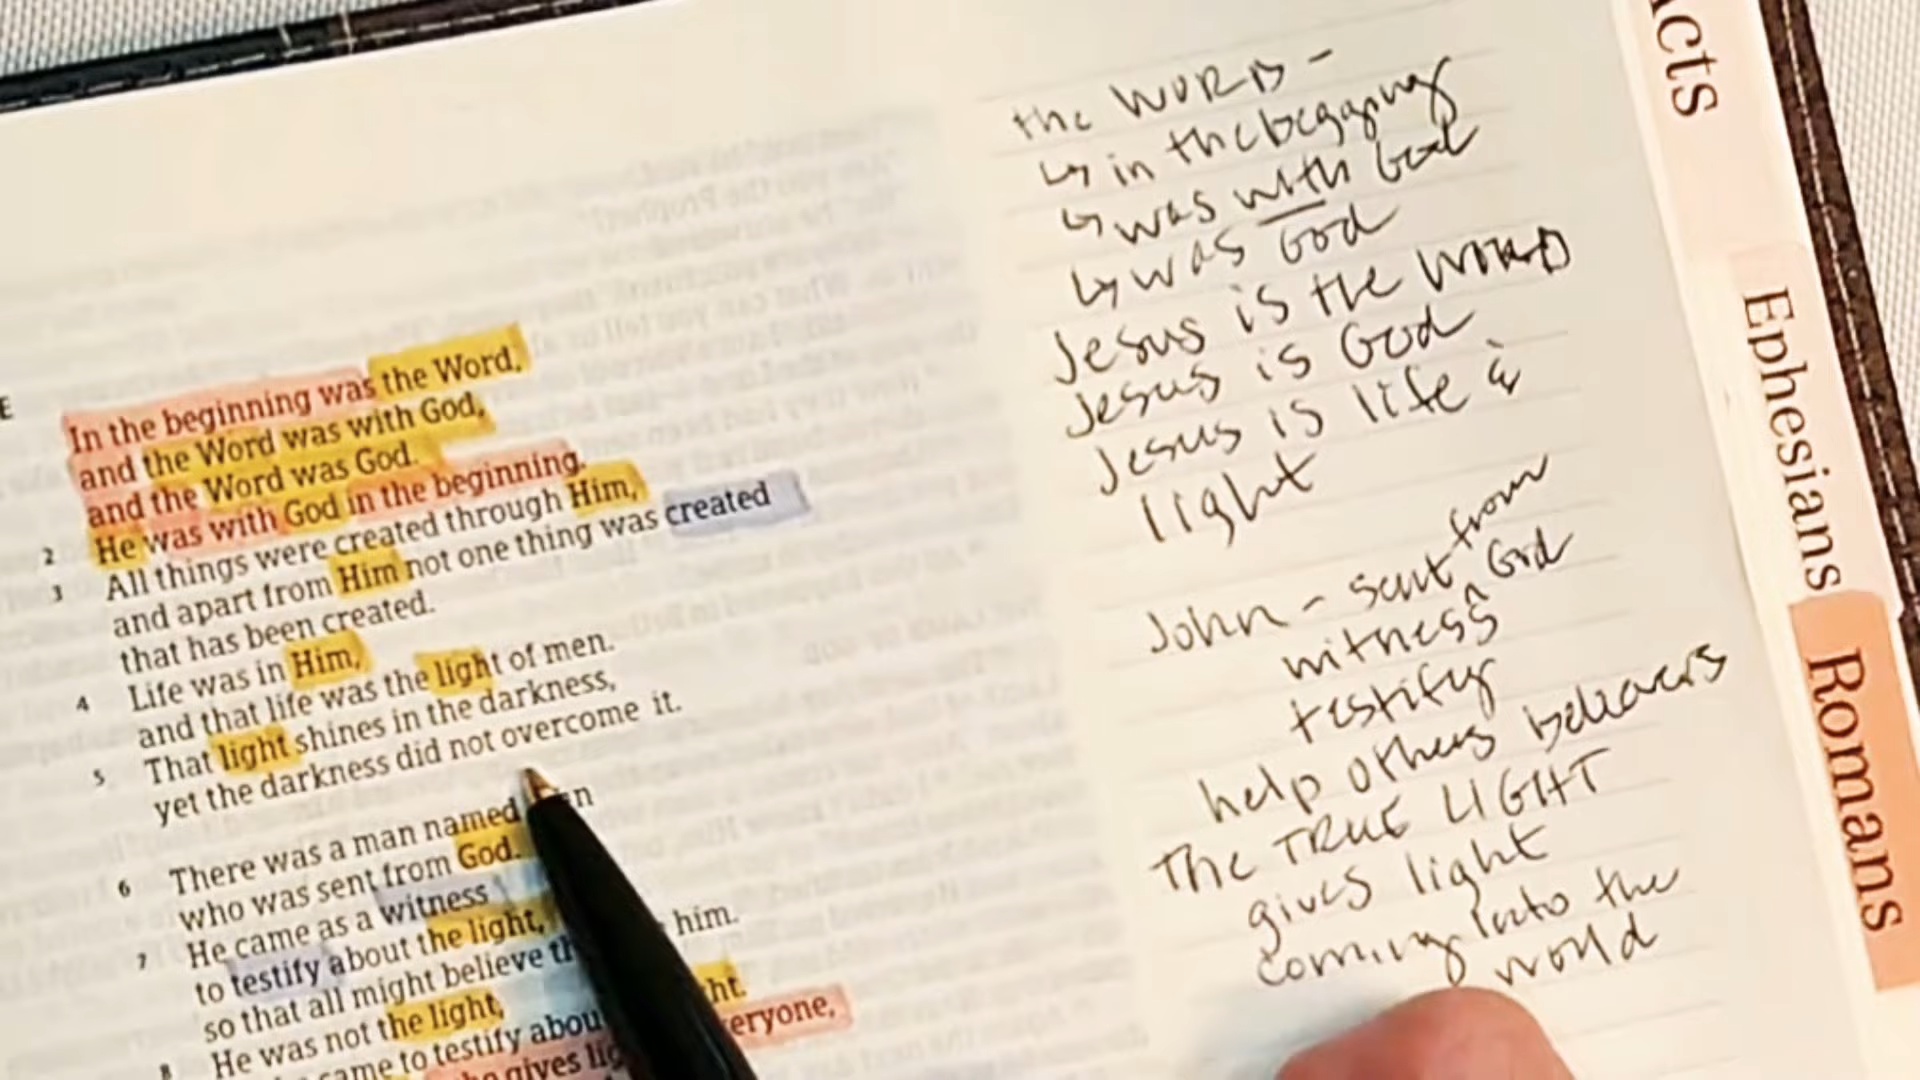 E
In the beginning was the Word,
and the Word was with God,
and the Word was God.
2 He was with God in the beginning.
3 All things were created through Him,
and apart from Him not one thing was created
that has been created.
4 Life was in Him,
and that life was the light of men.
5 That light shines in the darkness,
yet the darkness did not overcome it.
6 There was a man named
who was sent from God.
7 He came as a witness
to testify about the light,
so that all might believe him.
8 He was not the light,
came to testify
gives
the WORD -
↳ in the beggining
↳ was with God
↳ was God
Jesus is the WORD
Jesus is God
Jesus is life &
light
John - sent from
^ God
witness
testify
help others believers
The TRUE LIGHT
gives light
coming into the
world
Acts
Ephesians
Romans